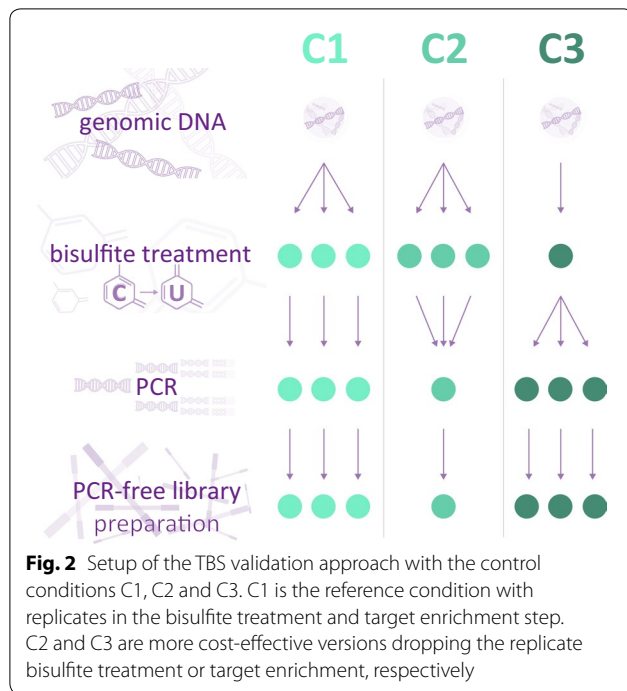 C1 C2 C3
genomic DNA
bisulfite treatment
C U
PCR
PCR-free library
preparation
Fig. 2 Setup of the TBS validation approach with the control
conditions C1, C2 and C3. C1 is the reference condition with
replicates in the bisulfite treatment and target enrichment step.
C2 and C3 are more cost-effective versions dropping the replicate
bisulfite treatment or target enrichment, respectively